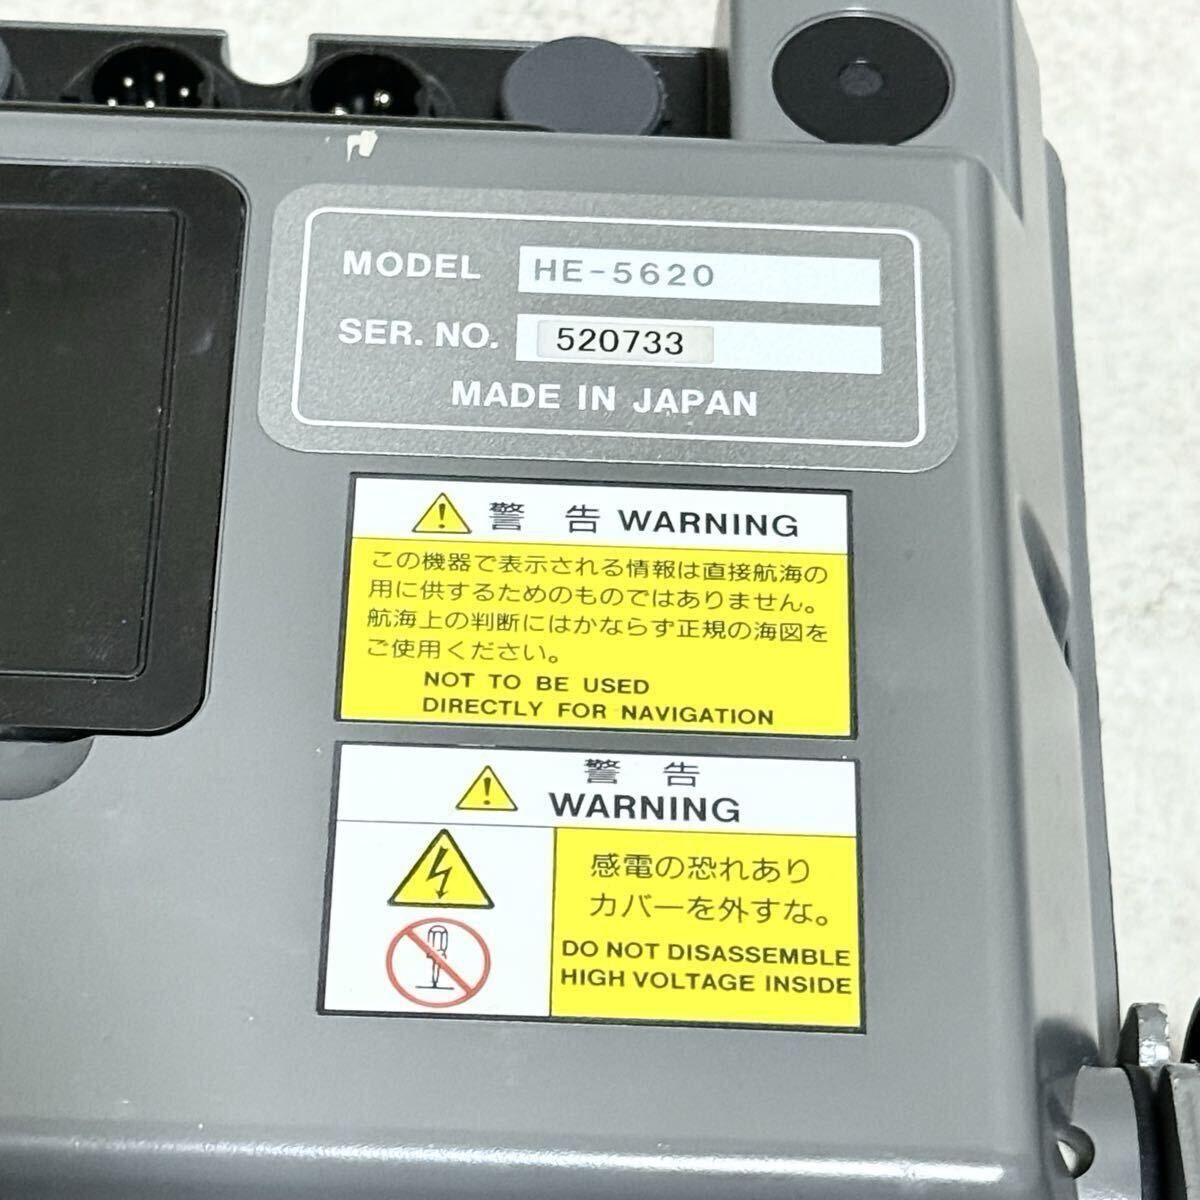 MODEL HE-5620
SER. NO. 520733
MADE IN JAPAN
警 告 WARNING
この機器で表示される情報は直接航海の
用に供するためのものではありません。
航海上の判断にはかならず正規の海図を
ご使用ください。
NOT TO BE USED
DIRECTLY FOR NAVIGATION
警 告
WARNING
感電の恐れあり
カバーを外すな。
DO NOT DISASSEMBLE
HIGH VOLTAGE INSIDE